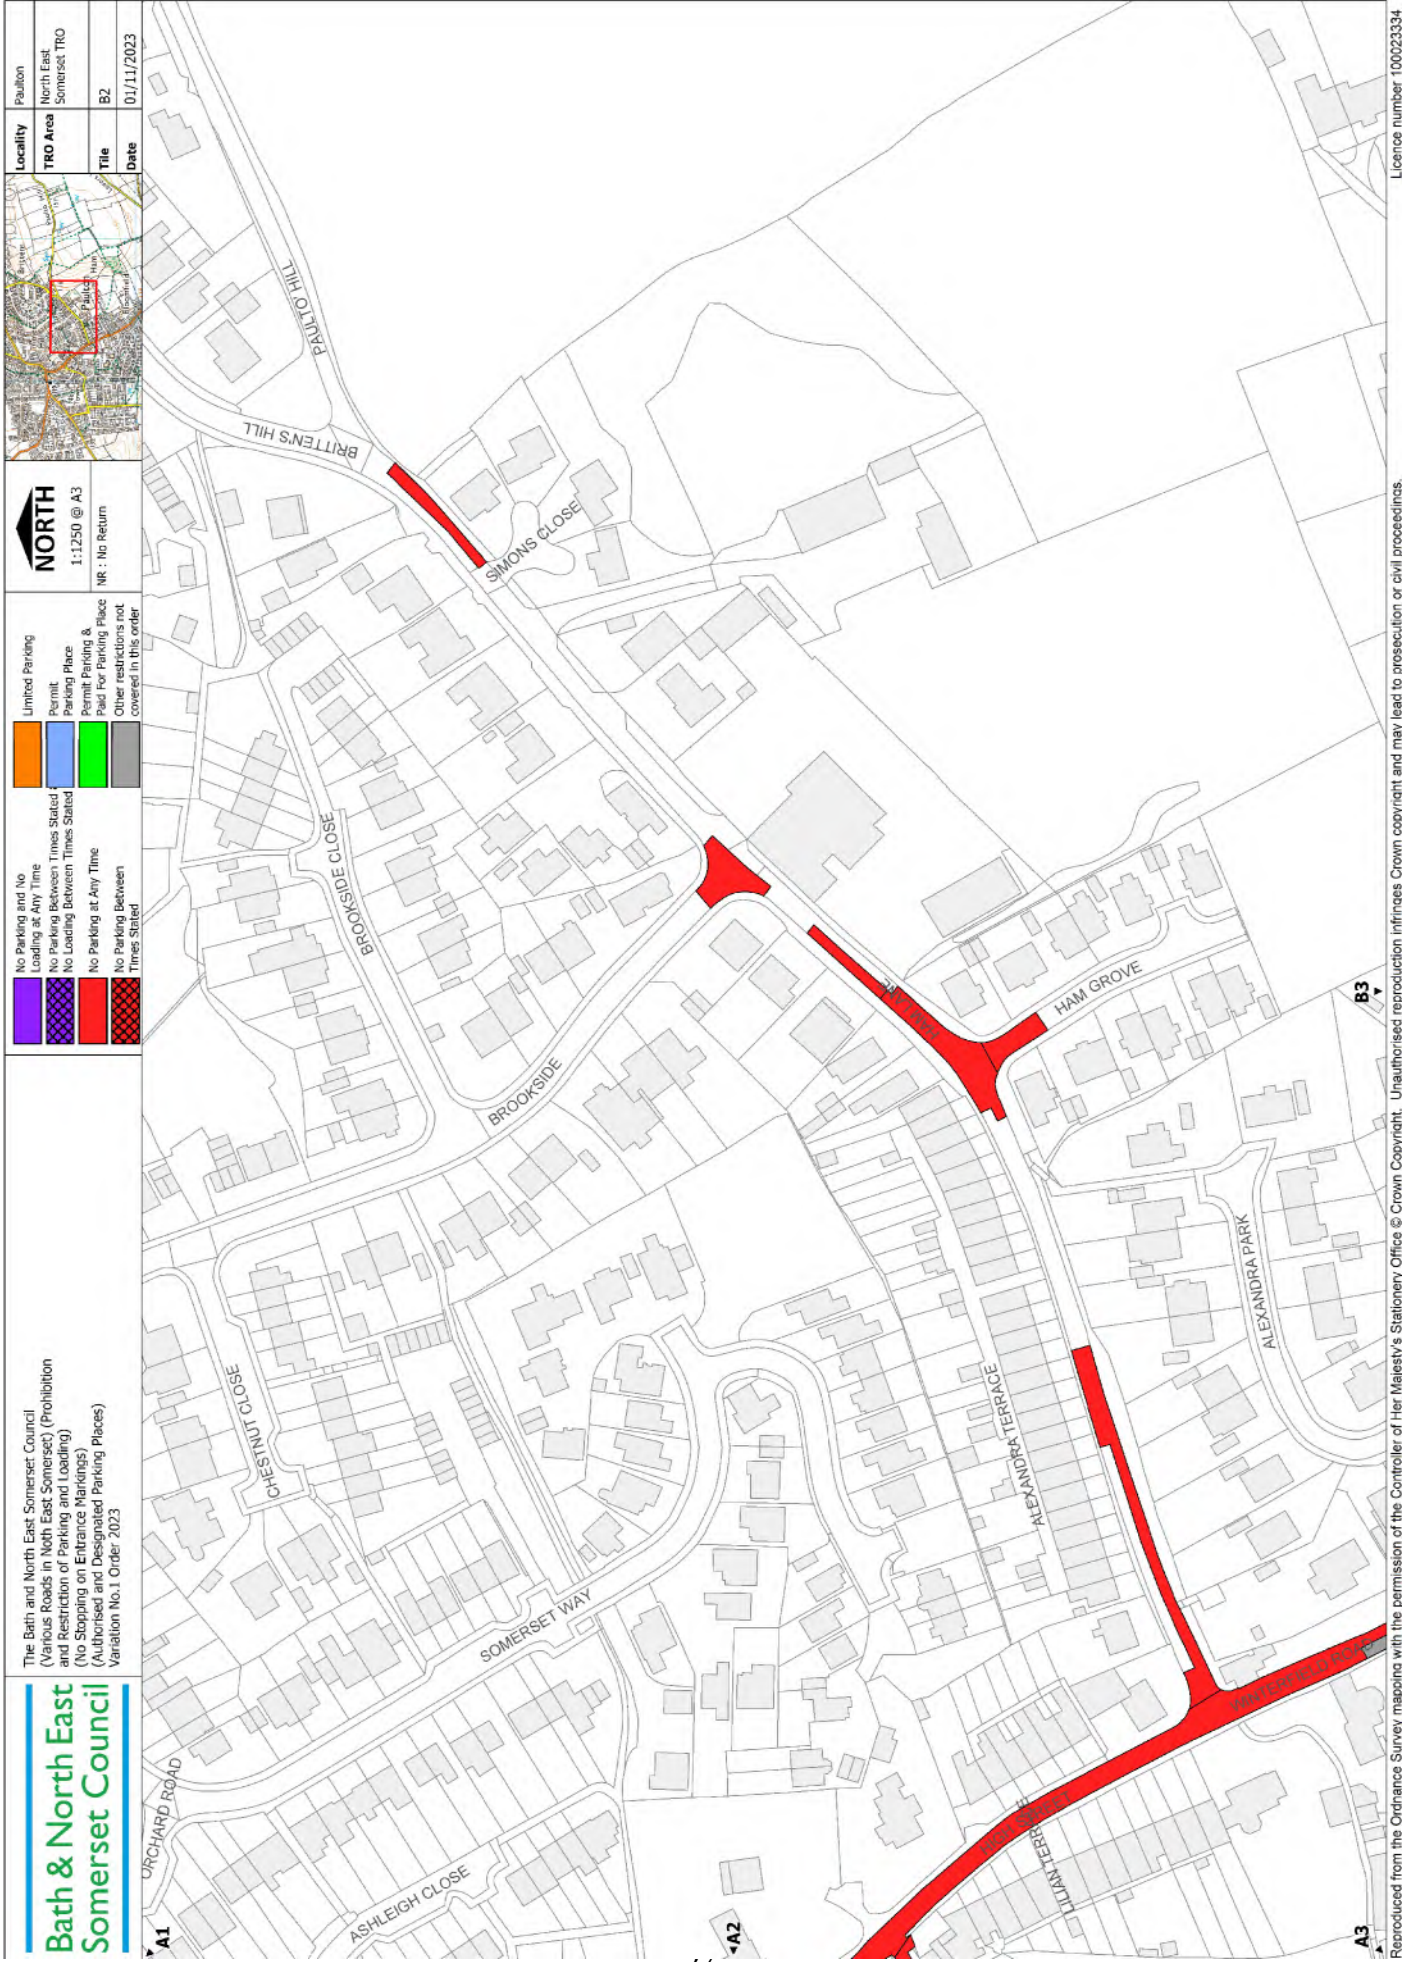 Bath & North East
Somerset Council
The Bath and North East Somerset Council
(Various Roads in Noth East Somerset) (Prohibition
and Restriction of Parking and Loading)
(No Stopping on Entrance Markings)
(Authorised and Designated Parking Places)
Variation No.1 Order 2023
No Parking and No
Loading at Any Time
No Parking Between Times Stated
No Loading Between Times Stated
No Parking at Any Time
No Parking Between
Times Stated
Limited Parking
Permit
Parking Place
Permit Parking &
Paid For Parking Place
Other restrictions not
covered in this order
NORTH
1:1250 @ A3
NR : No Return
Paulton
Ham
Locality
Paulton
TRO Area
North East
Somerset TRO
Tile
B2
Date
01/11/2023
A1
ORCHARD ROAD
CHESTNUT CLOSE
ASHLEIGH CLOSE
SOMERSET WAY
BROOKSIDE
BROOKSIDE CLOSE
BRITTEN'S HILL
PAULTO HILL
SIMONS CLOSE
A2
HAM LANE
HAM GROVE
ALEXANDRA TERRACE
ALEXANDRA PARK
HIGH STREET
LILIAN TERRACE
WINTERFIELD ROAD
A3
B3
Reproduced from the Ordnance Survey mapping with the permission of the Controller of Her Majesty's Stationery Office © Crown Copyright. Unauthorised reproduction infringes Crown copyright and may lead to prosecution or civil proceedings.
Licence number 100023334